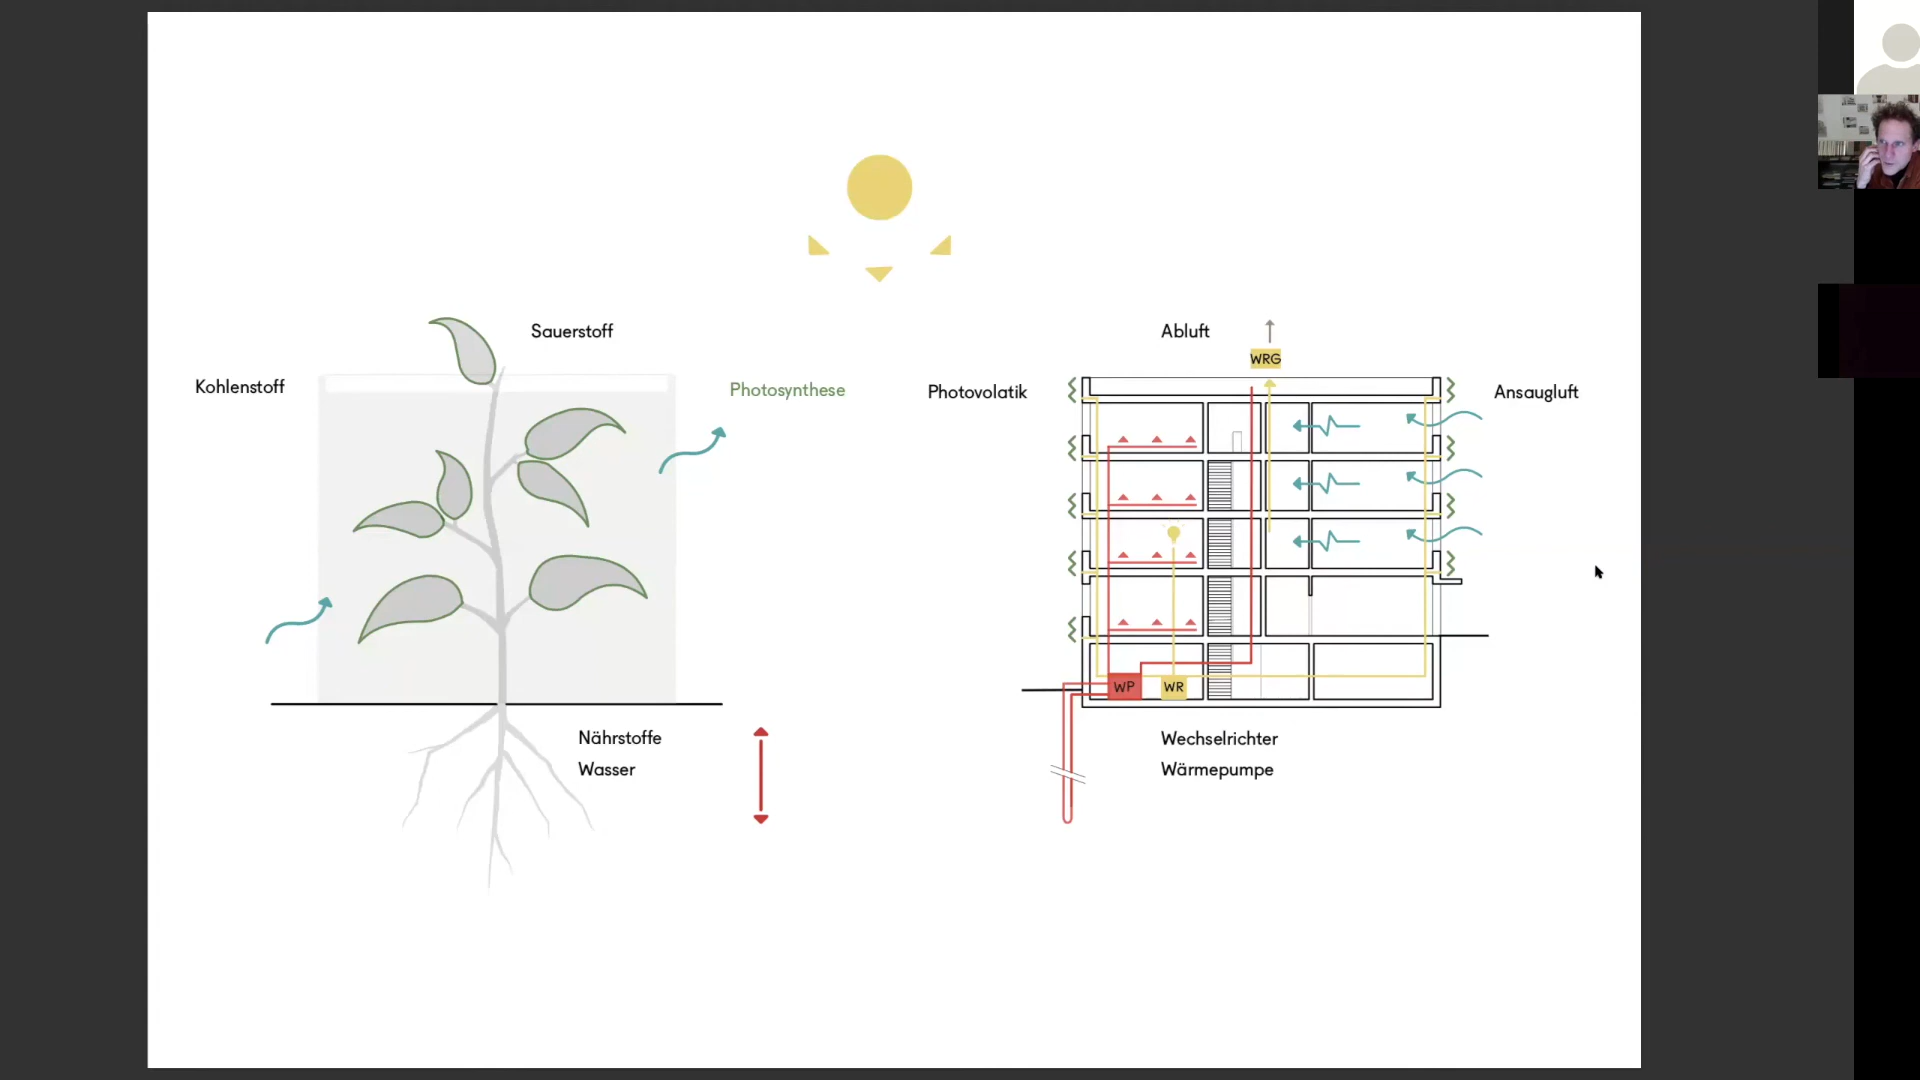 Sauerstoff
Kohlenstoff
Photosynthese
Nährstoffe
Wasser
Abluft
WRG
Photovolatik
Ansaugluft
WP
WR
Wechselrichter
Wärmepumpe